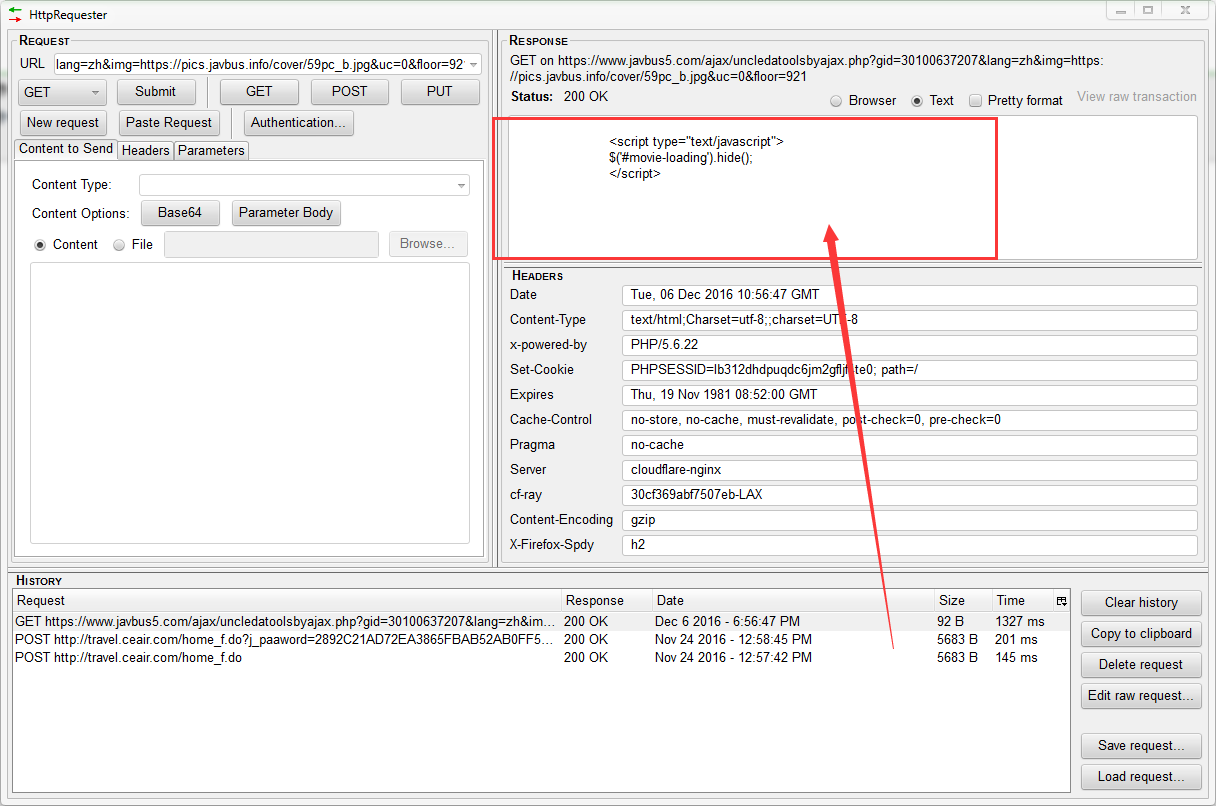 HttpRequester
REQUEST
URL lang=zh&img=https://pics.javbus.info/cover/59pc_b.jpg&uc=0&floor=92
GET Submit GET POST PUT
New request Paste Request Authentication...
Content to Send Headers Parameters
Content Type:
Content Options: Base64 Parameter Body
Content File Browse...
RESPONSE
GET on https://www.javbus5.com/ajax/uncledatoolsbyajax.php?gid=30100637207&lang=zh&img=https:
//pics.javbus.info/cover/59pc_b.jpg&uc=0&floor=921
Status: 200 OK Browser Text Pretty format View raw transaction
<script type="text/javascript">
$('#movie-loading').hide();
</script>
HEADERS
Date Tue, 06 Dec 2016 10:56:47 GMT
Content-Type text/html;Charset=utf-8;;charset=UTF-8
x-powered-by PHP/5.6.22
Set-Cookie path=/
Expires Thu, 19 Nov 1981 08:52:00 GMT
Cache-Control no-store, no-cache, must-revalidate, post-check=0, pre-check=0
Pragma no-cache
Server cloudflare-nginx
cf-ray 30cf369abf7507eb-LAX
Content-Encoding gzip
X-Firefox-Spdy h2
HISTORY
Request Response Date Size Time
GET https://www.javbus5.com/ajax/uncledatoolsbyajax.php?gid=30100637207&lang=zh&im... 200 OK Dec 6 2016 - 6:56:47 PM 92 B 1327 ms
POST http://travel.ceair.com/home_f.do?j_paaword=2892C21AD72EA3865FBAB52AB0FF5... 200 OK Nov 24 2016 - 12:58:45 PM 5683 B 201 ms
POST http://travel.ceair.com/home_f.do 200 OK Nov 24 2016 - 12:57:42 PM 5683 B 145 ms
Clear history
Copy to clipboard
Delete request
Edit raw request...
Save request...
Load request...